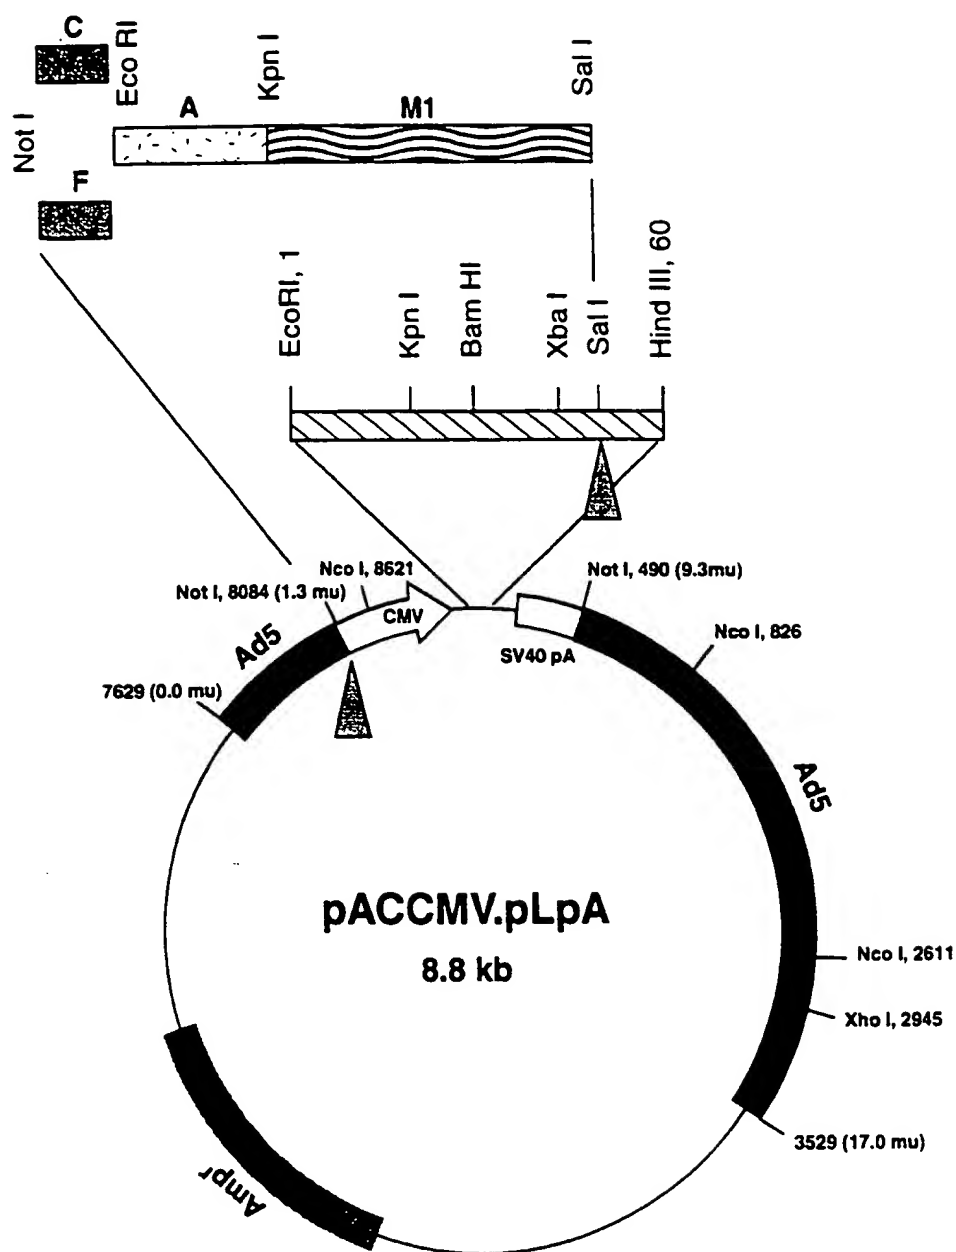 C
Eco RI
Kpn I
Sal I
A
M1
Not I
F
EcoRI, 1
Kpn I
Bam HI
Xba I
Sal I
Hind III, 60
Nco I, 8621
Not I, 8084 (1.3 mu)
CMV
Not I, 490 (9.3mu)
SV40 pA
Nco I, 826
Ad5
7629 (0.0 mu)
Ad5
pACCMV.pLpA
8.8 kb
Nco I, 2611
Xho I, 2945
3529 (17.0 mu)
Ampr